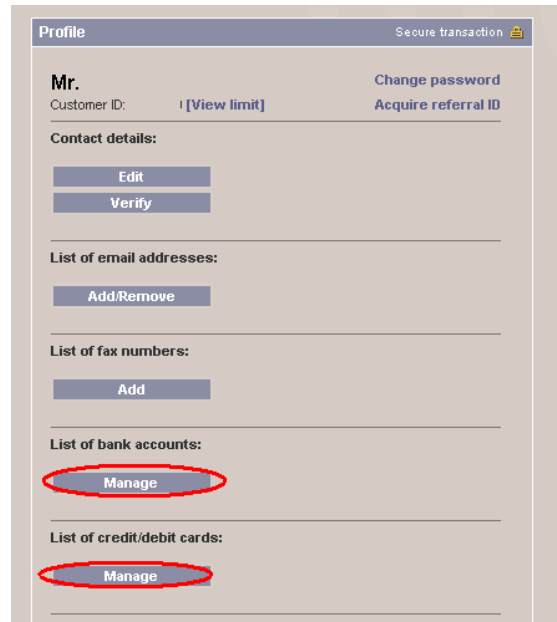 Profile Secure transaction
Mr. Change password
Customer ID: [View limit] Acquire referral ID
Contact details:
Edit
Verify
List of email addresses:
Add/Remove
List of fax numbers:
Add
List of bank accounts:
Manage
List of credit/debit cards:
Manage